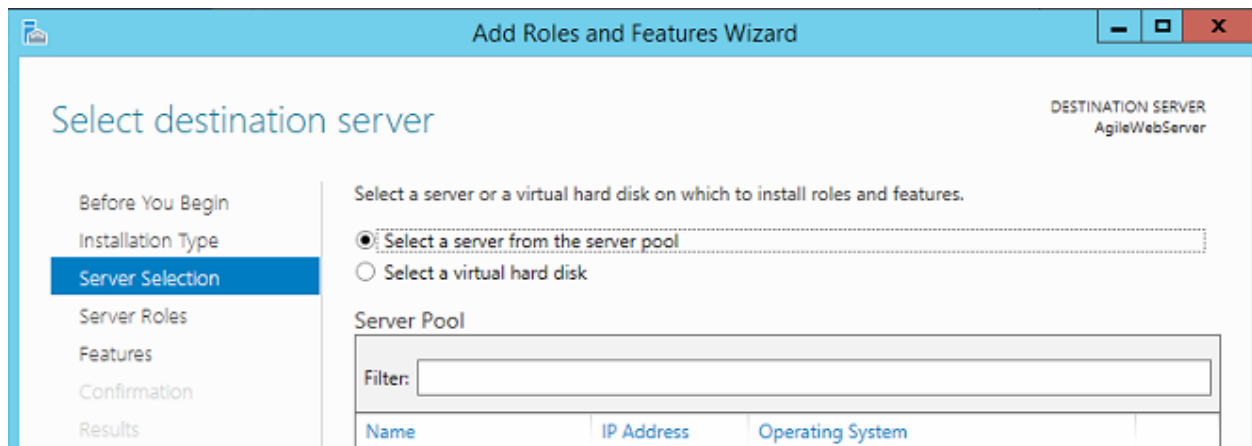 Add Roles and Features Wizard
Select destination server
DESTINATION SERVER
AgileWebServer
Before You Begin
Installation Type
Server Selection
Server Roles
Features
Confirmation
Results
Select a server or a virtual hard disk on which to install roles and features.
Select a server from the server pool
Select a virtual hard disk
Server Pool
Filter:
Name IP Address Operating System